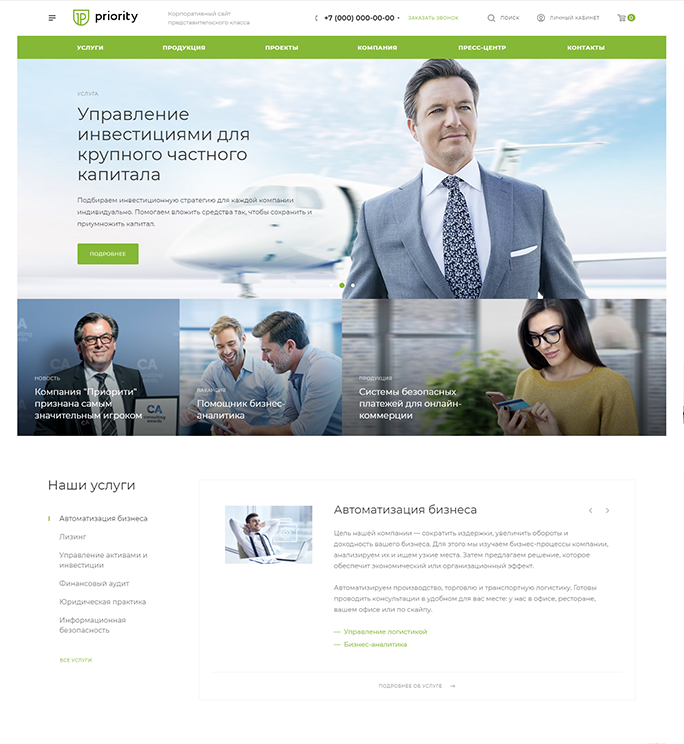 priority
Корпоративный сайт
представительского класса
+7 (000) 000-00-00
ЗАКАЗАТЬ ЗВОНОК
ПОИСК
ЛИЧНЫЙ КАБИНЕТ
0
УСЛУГИ
ПРОДУКЦИЯ
ПРОЕКТЫ
КОМПАНИЯ
ПРЕСС-ЦЕНТР
КОНТАКТЫ
УСЛУГА
Управление
инвестициями для
крупного частного
капитала
Подбираем инвестиционную стратегию для каждой компании
индивидуально. Помогаем вложить средства так, чтобы сохранить и
приумножить капитал.
ПОДРОБНЕЕ
CA
CA
CA
consulting
НОВОСТЬ
Компания "Приорити"
признана самым
значительным игроком
ВАКАНСИЯ
Помощник бизнес-
аналитика
ПРОДУКЦИЯ
Системы безопасных
платежей для онлайн-
коммерции
Наши услуги
Автоматизация бизнеса
Лизинг
Управление активами и
инвестиции
Финансовый аудит
Юридическая практика
Информационная
безопасность
ВСЕ УСЛУГИ
Автоматизация бизнеса
Цель нашей компании — сократить издержки, увеличить обороты и
доходность вашего бизнеса. Для этого мы изучаем бизнес-процессы компании,
анализируем их и ищем узкие места. Затем предлагаем решение, которое
обеспечит экономический или организационный эффект.
Автоматизируем производство, торговлю и транспортную логистику. Готовы
проводить консультации в удобном для вас месте: у нас в офисе, ресторане,
вашем офисе или по скайпу.
— Управление логистикой
— Бизнес-аналитика
ПОДРОБНЕЕ ОБ УСЛУГЕ →